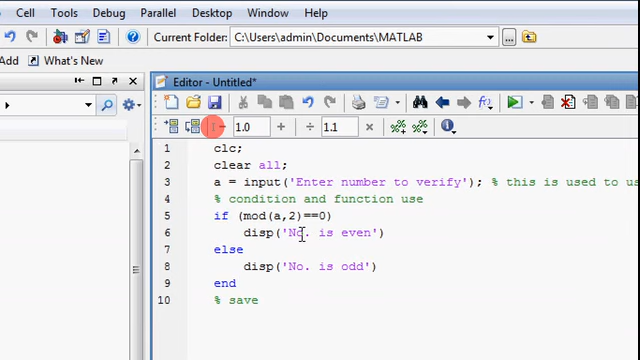 Cell Tools Debug Parallel Desktop Window Help
Current Folder: C:\Users\admin\Documents\MATLAB
Add What's New
Editor - Untitled*
1.0 + ÷ 1.1 ×
1 clc;
2 clear all;
3 a = input('Enter number to verify'); % this is used to us
4 % condition and function use
5 if (mod(a,2)==0)
6 disp('No. is even')
7 else
8 disp('No. is odd')
9 end
10 % save